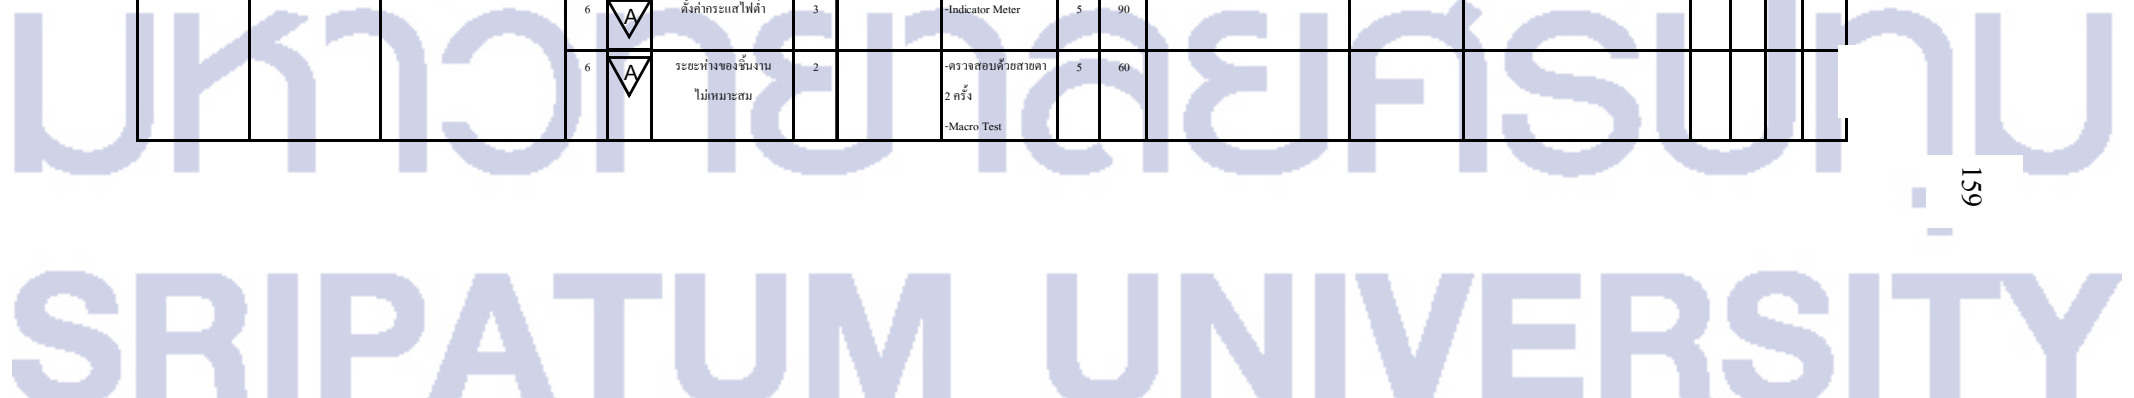 6 A ตั้งค่ากระแสไฟต่ำ 3 -Indicator Meter 5 90
6 A ระยะห่างของชิ้นงาน 2 -ตรวจสอบด้วยสายตา 5 60
ไม่เหมาะสม 2 ครั้ง
-Macro Test
159
มหาวิทยาลัยศรีปทุม
SRIPATUM UNIVERSITY